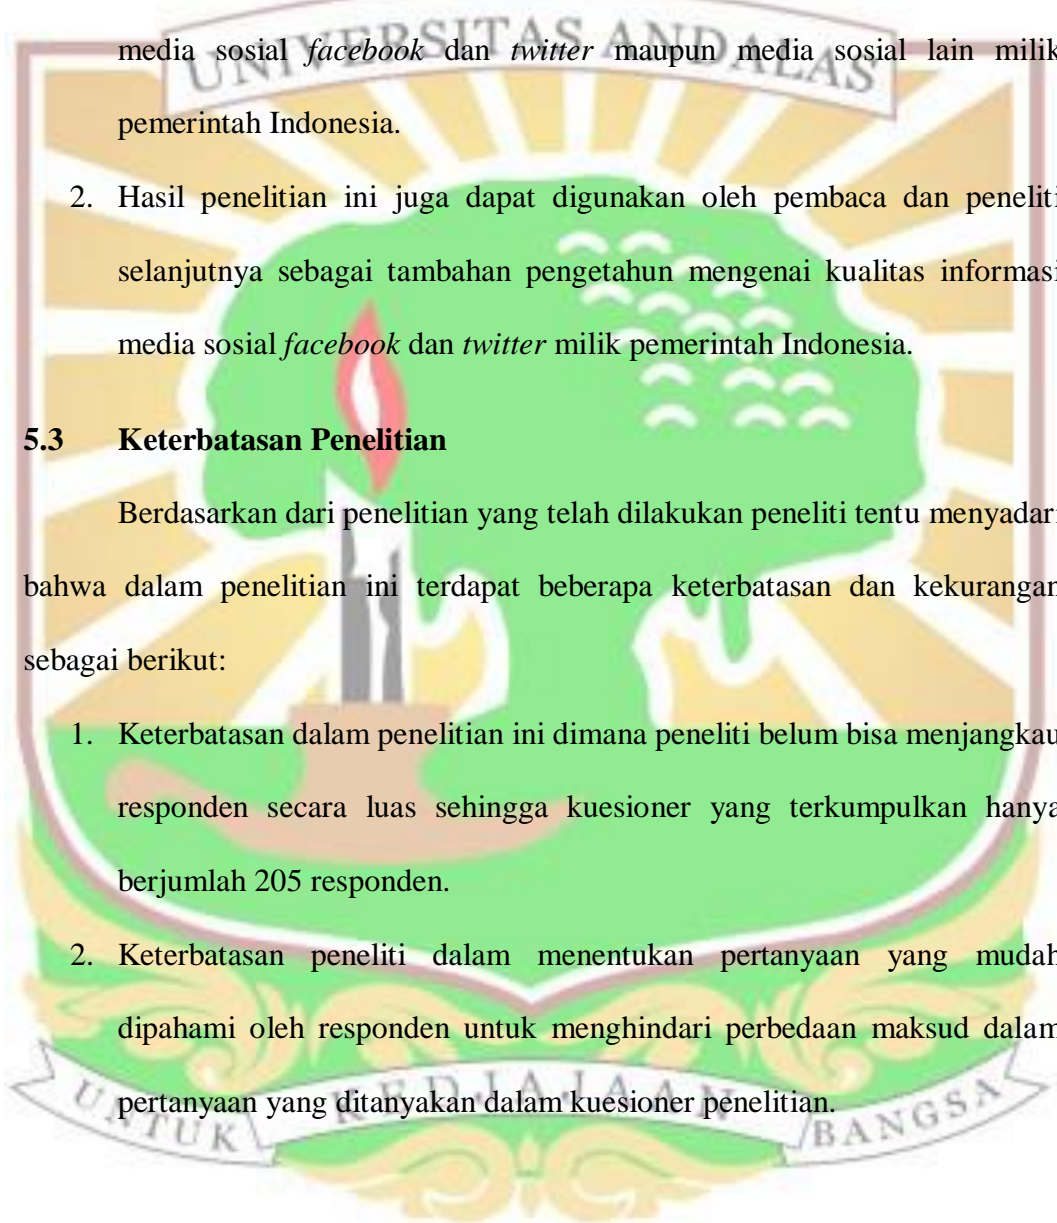 UNIVERSITAS ANDALAS
media sosial facebook dan twitter maupun media sosial lain milik
pemerintah Indonesia.
2. Hasil penelitian ini juga dapat digunakan oleh pembaca dan peneliti
selanjutnya sebagai tambahan pengetahun mengenai kualitas informasi
media sosial facebook dan twitter milik pemerintah Indonesia.
5.3 Keterbatasan Penelitian
Berdasarkan dari penelitian yang telah dilakukan peneliti tentu menyadari
bahwa dalam penelitian ini terdapat beberapa keterbatasan dan kekurangan
sebagai berikut:
1. Keterbatasan dalam penelitian ini dimana peneliti belum bisa menjangkau
responden secara luas sehingga kuesioner yang terkumpulkan hanya
berjumlah 205 responden.
2. Keterbatasan peneliti dalam menentukan pertanyaan yang mudah
dipahami oleh responden untuk menghindari perbedaan maksud dalam
pertanyaan yang ditanyakan dalam kuesioner penelitian.
UNTUK KEDJAJAAN BANGSA